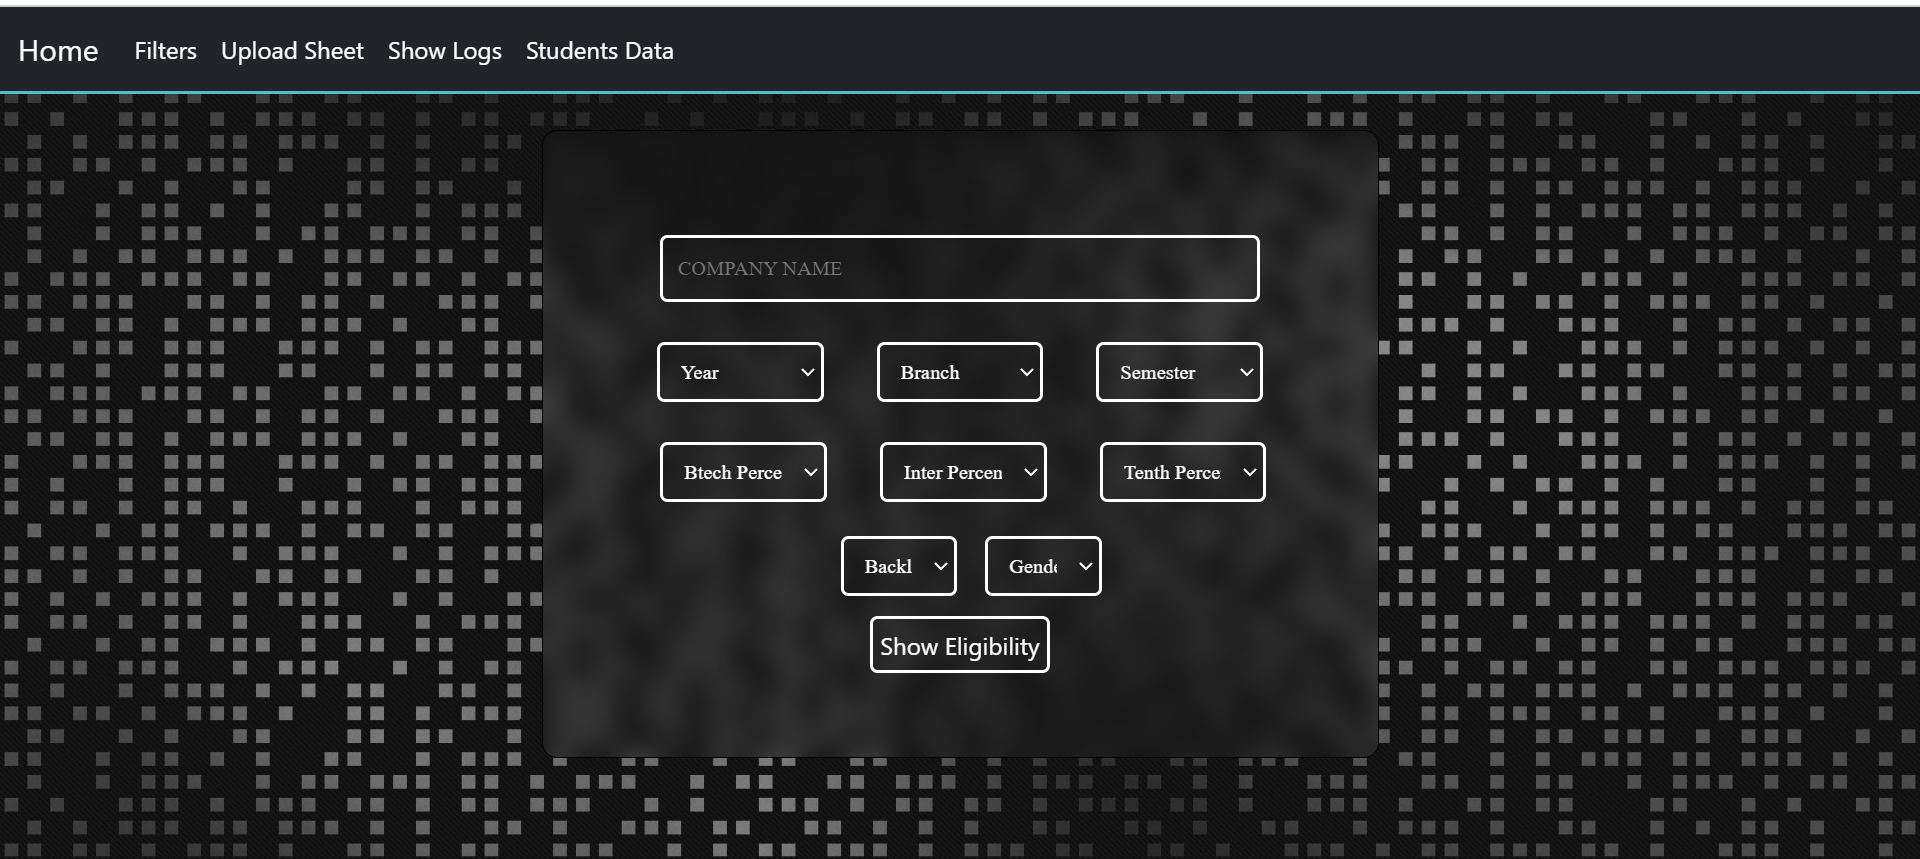 Home Filters Upload Sheet Show Logs Students Data
COMPANY NAME
Year Branch Semester
Btech Perce Inter Percen Tenth Perce
Backl Gende
Show Eligibility